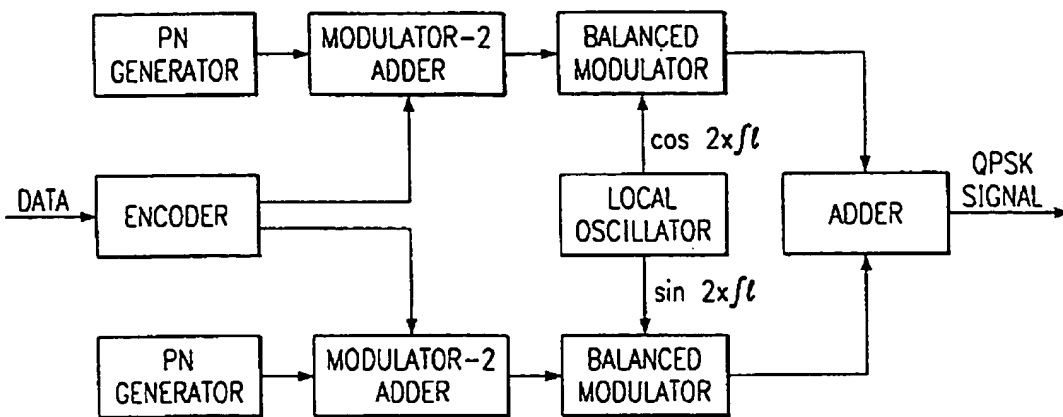 PN
GENERATOR
MODULATOR-2
ADDER
BALANCED
MODULATOR
cos 2x∫ℓ
DATA
ENCODER
LOCAL
OSCILLATOR
ADDER
QPSK
SIGNAL
sin 2x∫ℓ
PN
GENERATOR
MODULATOR-2
ADDER
BALANCED
MODULATOR